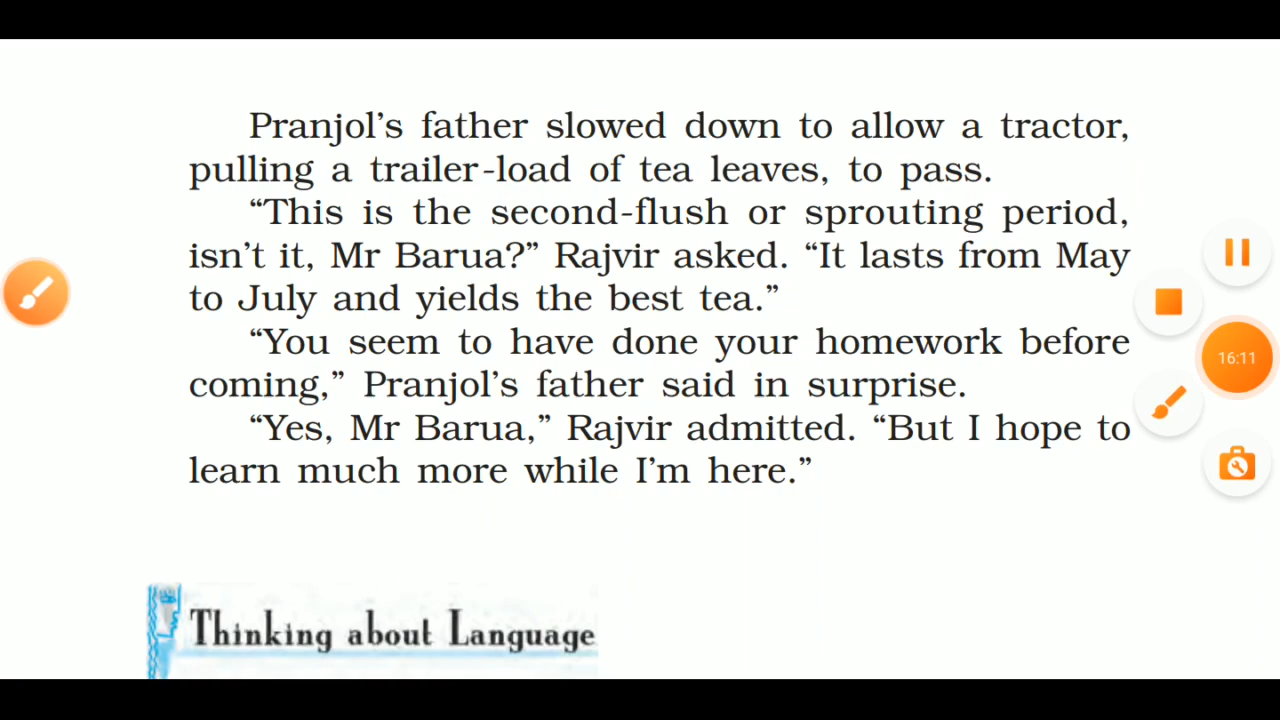 Pranjol’s father slowed down to allow a tractor,
pulling a trailer-load of tea leaves, to pass.
“This is the second-flush or sprouting period,
isn’t it, Mr Barua?” Rajvir asked. “It lasts from May
to July and yields the best tea.”
“You seem to have done your homework before
coming,” Pranjol’s father said in surprise.
“Yes, Mr Barua,” Rajvir admitted. “But I hope to
learn much more while I’m here.”
16:11
Thinking about Language